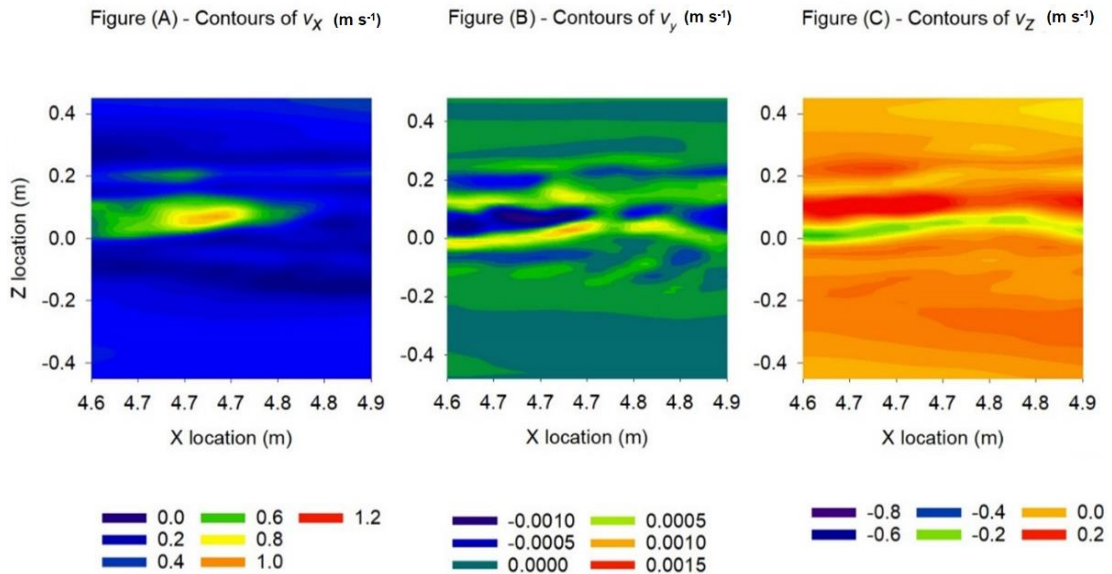 Figure (A) - Contours of vX (m s-1)
Figure (B) - Contours of vy (m s-1)
Figure (C) - Contours of vZ (m s-1)
Z location (m)
0.4
0.2
0.0
-0.2
-0.4
4.6 4.7 4.7 4.7 4.8 4.8 4.9
X location (m)
0.4
0.2
0.0
-0.2
-0.4
4.6 4.7 4.7 4.7 4.8 4.8 4.9
X location (m)
0.4
0.2
0.0
-0.2
-0.4
4.6 4.7 4.7 4.7 4.8 4.8 4.9
X location (m)
0.0 0.6 1.2
0.2 0.8
0.4 1.0
-0.0010 0.0005
-0.0005 0.0010
0.0000 0.0015
-0.8 -0.4 0.0
-0.6 -0.2 0.2